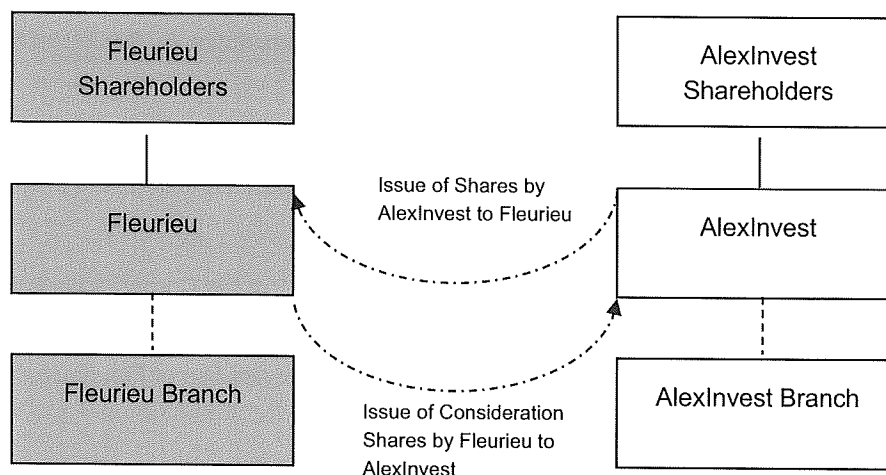 Fleurieu
Shareholders
AlexInvest
Shareholders
Issue of Shares by
AlexInvest to Fleurieu
Fleurieu
AlexInvest
Fleurieu Branch
AlexInvest Branch
Issue of Consideration
Shares by Fleurieu to
AlexInvest